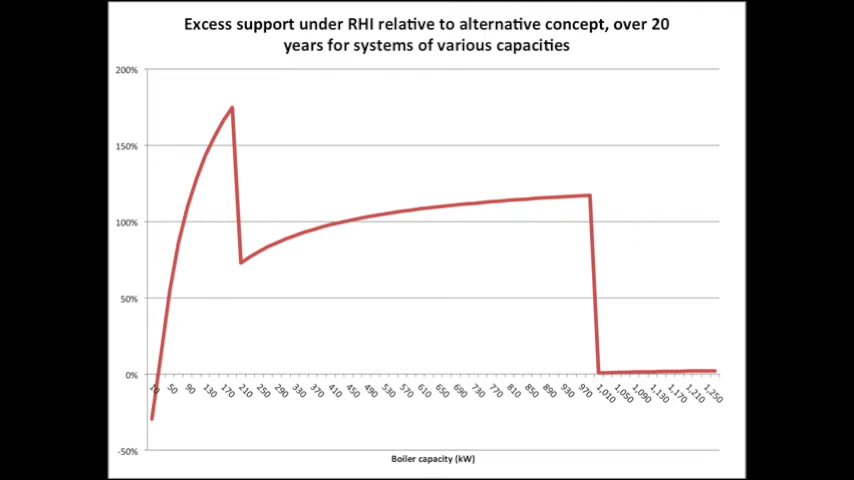 Excess support under RHI relative to alternative concept, over 20
years for systems of various capacities
200%
150%
100%
50%
0%
-50%
10 50 90 130 170 210 250 290 330 370 410 450 490 530 570 610 650 690 730 770 810 850 890 930 970 1,010 1,050 1,090 1,130 1,170 1,210 1,250
Boiler capacity (kW)